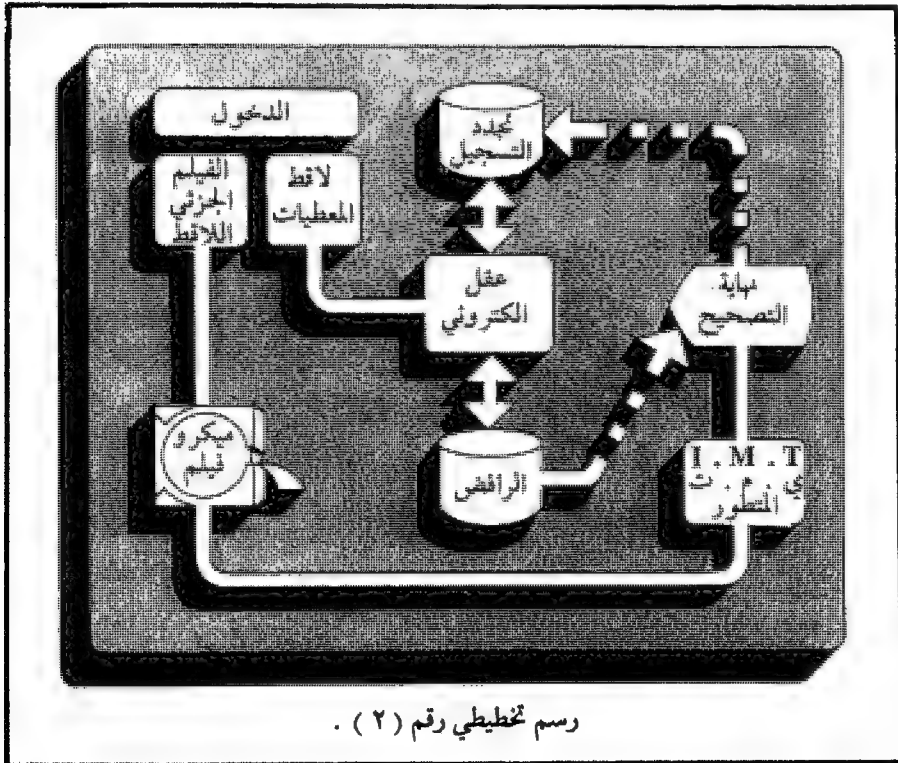 الدخول
الفيلم
الجزئي
اللاقط
لاقط
المعطيات
تجدد
التسجيل
عقل
الكتروني
نهاية
التصحيح
ميكرو
فيلم
الرافض
I . M . T
ي . م . ت
المتطور
رسم تخطيطي رقم ( ٢ ) .